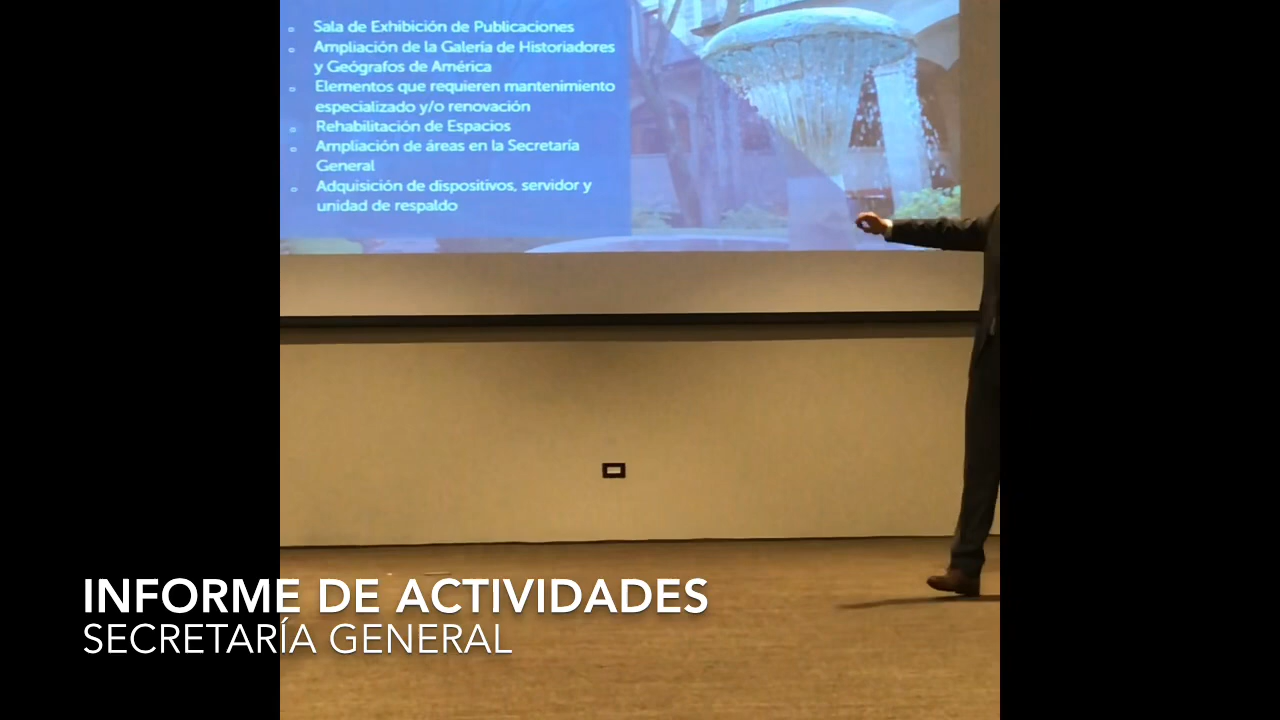 Sala de Exhibición de Publicaciones
Ampliación de la Galería de Historiadores
y Geógrafos de América
Elementos que requieren mantenimiento
especializado y/o renovación
Rehabilitación de Espacios
Ampliación de áreas en la Secretaría
General
Adquisición de dispositivos, servidor y
unidad de respaldo
INFORME DE ACTIVIDADES
SECRETARÍA GENERAL